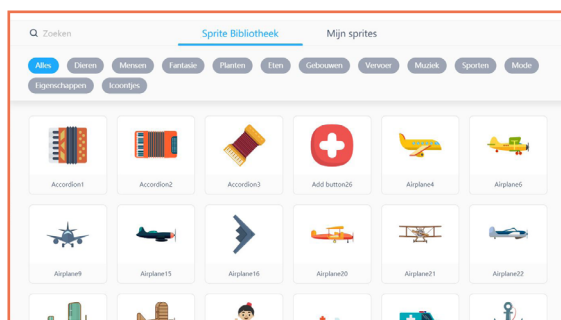 Zoeken Sprite Bibliotheek Mijn sprites
Alles Dieren Mensen Fantasie Planten Eten Gebouwen Vervoer Muziek Sporten Mode
Eigenschappen Icoontjes
Accordion1 Accordion2 Accordion3 Add button26 Airplane4 Airplane6
Airplane9 Airplane15 Airplane16 Airplane20 Airplane21 Airplane22